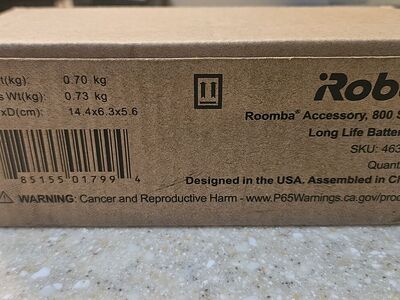 t(kg): 0.70 kg
s Wt(kg): 0.73 kg
xD(cm): 14.4x6.3x5.6
iRob
Roomba® Accessory, 800 S
Long Life Batter
SKU: 463
Quant
85155 01799 4
Designed in the USA. Assembled in C
WARNING: Cancer and Reproductive Harm - www.P65Warnings.ca.gov/prod